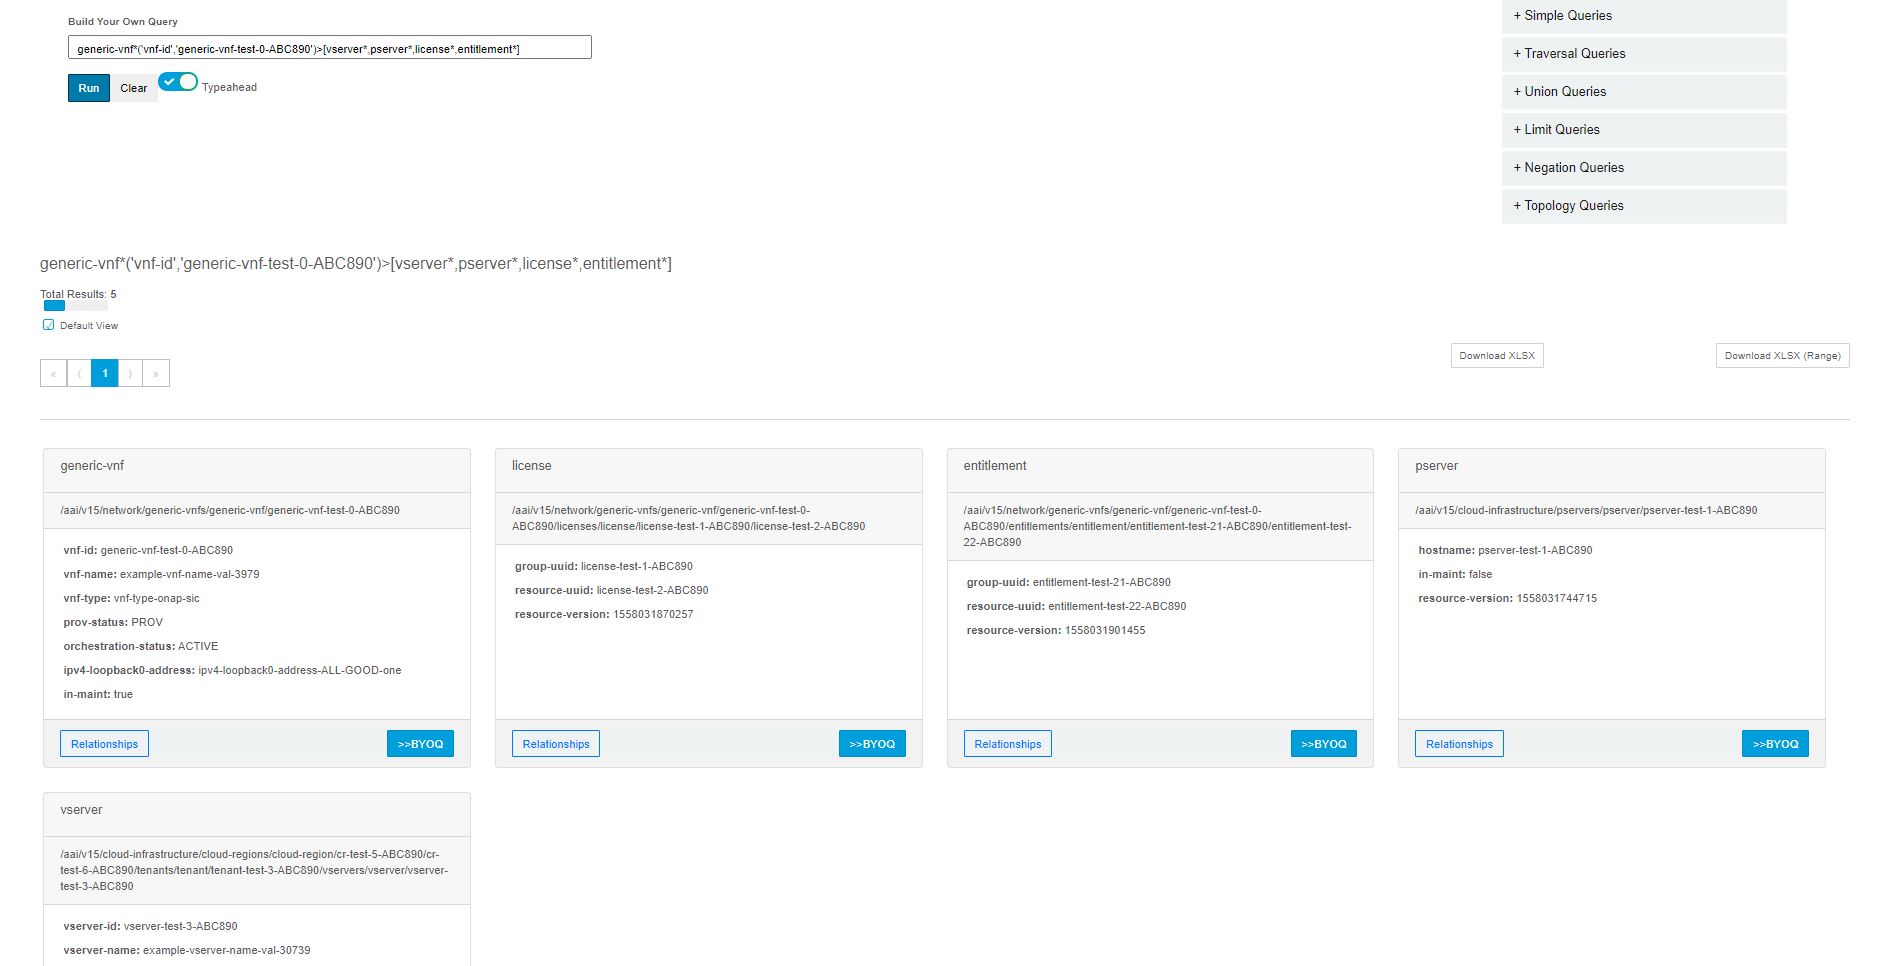 Build Your Own Query
generic-vnf*('vnf-id','generic-vnf-test-0-ABC890')>[vserver*,pserver*,license*,entitlement*]
Run
Clear
Typeahead
+ Simple Queries
+ Traversal Queries
+ Union Queries
+ Limit Queries
+ Negation Queries
+ Topology Queries
generic-vnf*('vnf-id','generic-vnf-test-0-ABC890')>[vserver*,pserver*,license*,entitlement*]
Total Results: 5
Default View
« ⟨ 1 ⟩ »
Download XLSX
Download XLSX (Range)
generic-vnf
/aai/v15/network/generic-vnfs/generic-vnf/generic-vnf-test-0-ABC890
vnf-id: generic-vnf-test-0-ABC890
vnf-name: example-vnf-name-val-3979
vnf-type: vnf-type-onap-sic
prov-status: PROV
orchestration-status: ACTIVE
ipv4-loopback0-address: ipv4-loopback0-address-ALL-GOOD-one
in-maint: true
Relationships
>>BYOQ
license
/aai/v15/network/generic-vnfs/generic-vnf/generic-vnf-test-0-
ABC890/licenses/license/license-test-1-ABC890/license-test-2-ABC890
group-uuid: license-test-1-ABC890
resource-uuid: license-test-2-ABC890
resource-version: 1558031870257
Relationships
>>BYOQ
entitlement
/aai/v15/network/generic-vnfs/generic-vnf/generic-vnf-test-0-
ABC890/entitlements/entitlement/entitlement-test-21-ABC890/entitlement-test-
22-ABC890
group-uuid: entitlement-test-21-ABC890
resource-uuid: entitlement-test-22-ABC890
resource-version: 1558031901455
Relationships
>>BYOQ
pserver
/aai/v15/cloud-infrastructure/pservers/pserver/pserver-test-1-ABC890
hostname: pserver-test-1-ABC890
in-maint: false
resource-version: 1558031744715
Relationships
>>BYOQ
vserver
/aai/v15/cloud-infrastructure/cloud-regions/cloud-region/cr-test-5-ABC890/cr-
test-6-ABC890/tenants/tenant/tenant-test-3-ABC890/vservers/vserver/vserver-
test-3-ABC890
vserver-id: vserver-test-3-ABC890
vserver-name: example-vserver-name-val-30739